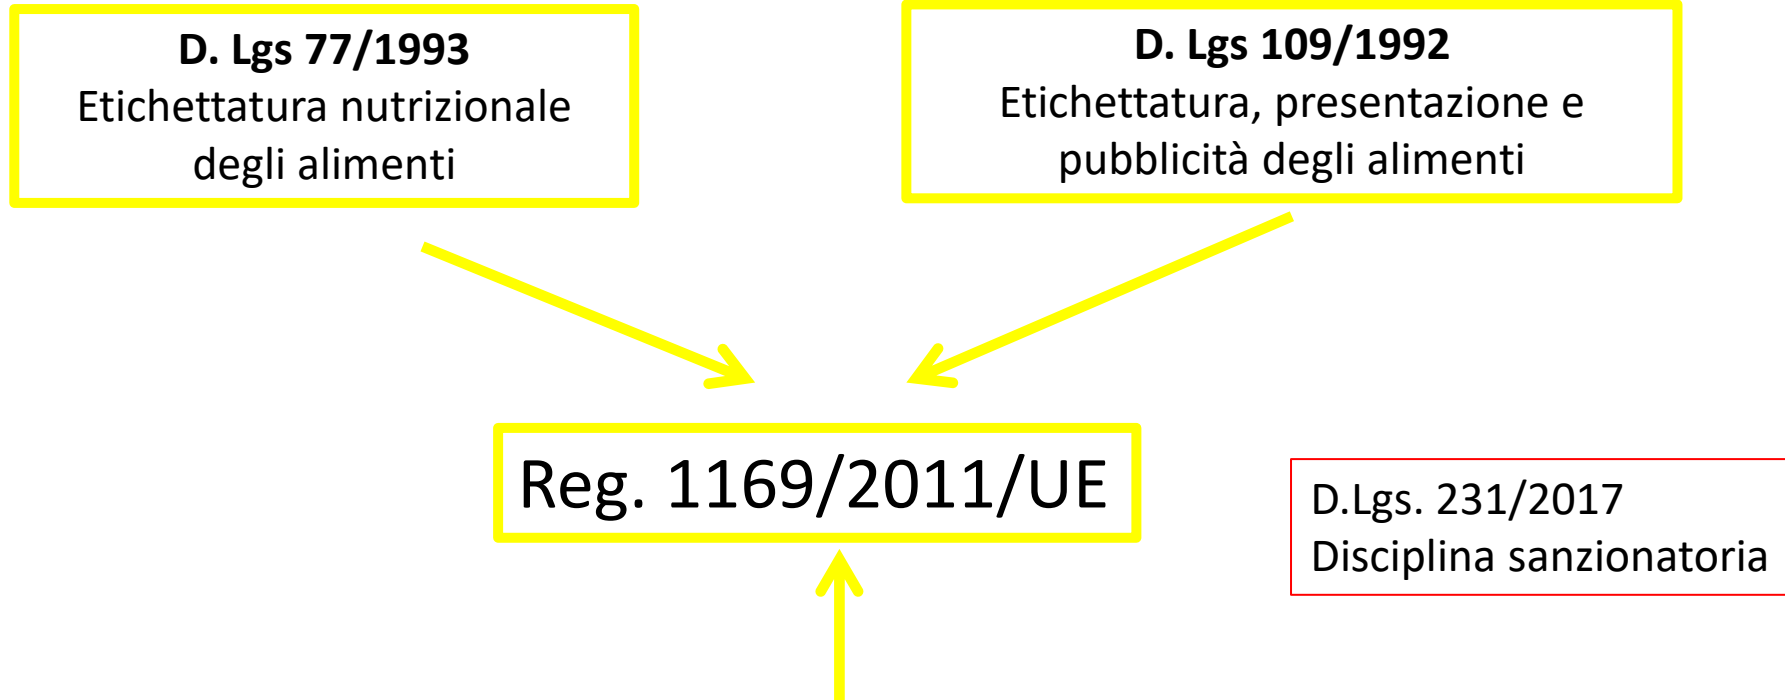 D. Lgs 77/1993
Etichettatura nutrizionale
degli alimenti
D. Lgs 109/1992
Etichettatura, presentazione e
pubblicità degli alimenti
Reg. 1169/2011/UE
D.Lgs. 231/2017
Disciplina sanzionatoria